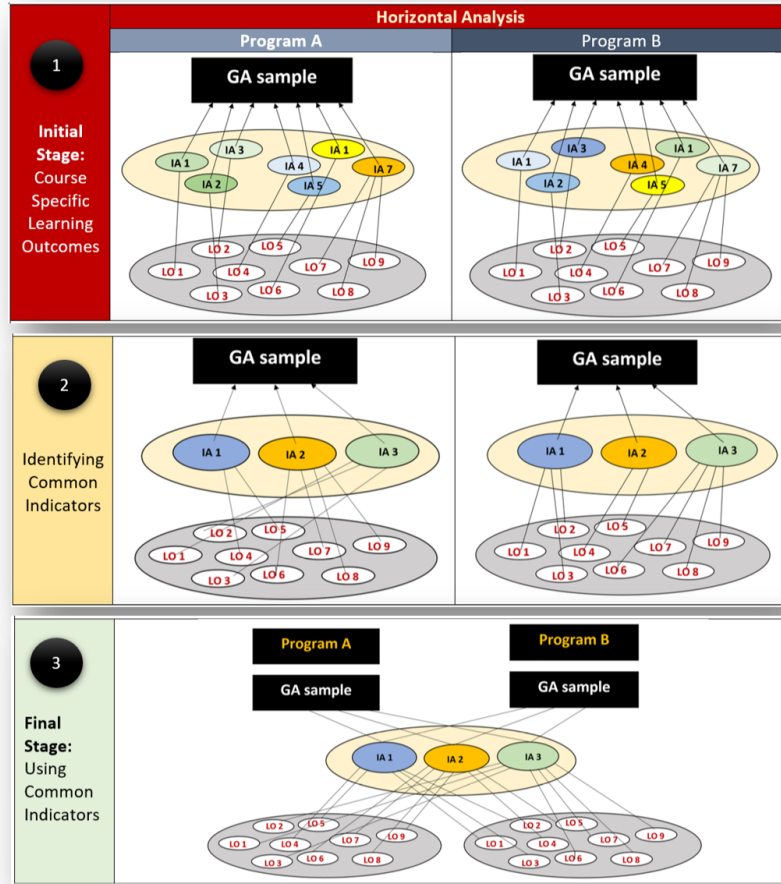 Horizontal Analysis
Program A
Program B
1
Initial
Stage:
Course
Specific
Learning
Outcomes
GA sample
IA 1
IA 3
IA 2
IA 4
IA 1
IA 5
IA 7
LO 1
LO 2
LO 3
LO 4
LO 5
LO 6
LO 7
LO 8
LO 9
GA sample
IA 1
IA 3
IA 2
IA 4
IA 1
IA 5
IA 7
LO 1
LO 2
LO 3
LO 4
LO 5
LO 6
LO 7
LO 8
LO 9
2
Identifying
Common
Indicators
GA sample
IA 1
IA 2
IA 3
LO 1
LO 2
LO 3
LO 4
LO 5
LO 6
LO 7
LO 8
LO 9
GA sample
IA 1
IA 2
IA 3
LO 1
LO 2
LO 3
LO 4
LO 5
LO 6
LO 7
LO 8
LO 9
3
Final
Stage:
Using
Common
Indicators
Program A
Program B
GA sample
GA sample
IA 1
IA 2
IA 3
LO 1
LO 2
LO 3
LO 4
LO 5
LO 6
LO 7
LO 8
LO 9
LO 1
LO 2
LO 3
LO 4
LO 5
LO 6
LO 7
LO 8
LO 9